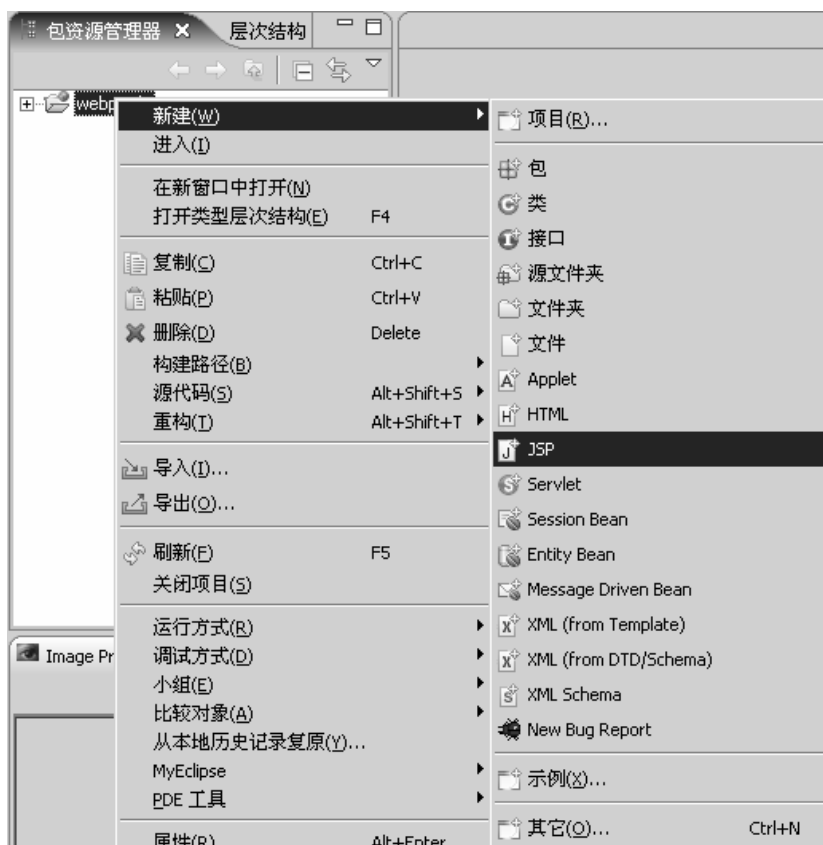 包资源管理器 层次结构
webp
新建(W)
进入(I)
在新窗口中打开(N)
打开类型层次结构(E) F4
复制(C) Ctrl+C
粘贴(P) Ctrl+V
删除(D) Delete
构建路径(B)
源代码(S) Alt+Shift+S
重构(T) Alt+Shift+T
导入(I)...
导出(O)...
刷新(F) F5
关闭项目(S)
运行方式(R)
调试方式(D)
小组(E)
比较对象(A)
从本地历史记录复原(Y)...
MyEclipse
PDE 工具
属性(R) Alt+Enter
项目(R)...
包
类
接口
源文件夹
文件夹
文件
Applet
HTML
JSP
Servlet
Session Bean
Entity Bean
Message Driven Bean
XML (from Template)
XML (from DTD/Schema)
XML Schema
New Bug Report
示例(X)...
其它(O)... Ctrl+N
Image Pr